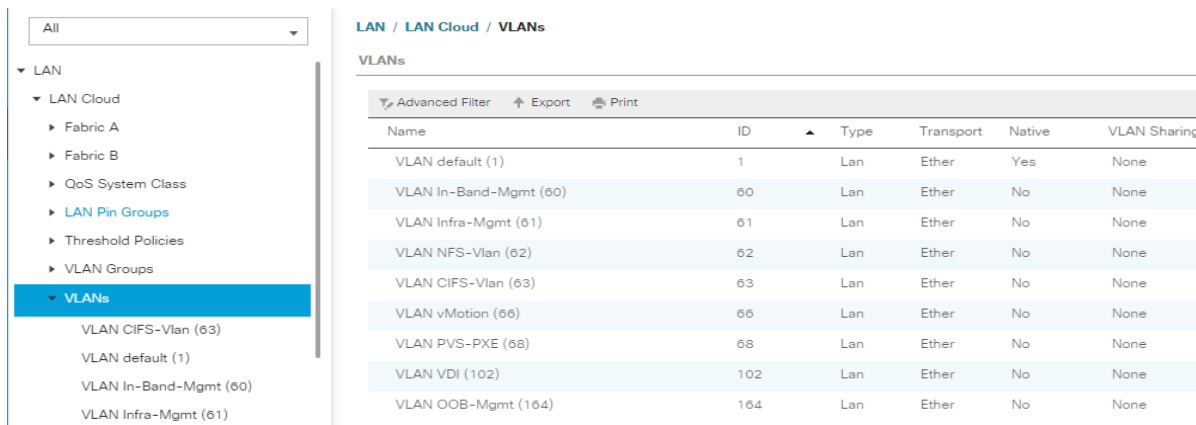 All
LAN
LAN Cloud
Fabric A
Fabric B
QoS System Class
LAN Pin Groups
Threshold Policies
VLAN Groups
VLANs
VLAN CIFS-Vlan (63)
VLAN default (1)
VLAN In-Band-Mgmt (60)
VLAN Infra-Mgmt (61)
LAN / LAN Cloud / VLANs
VLANs
Advanced Filter Export Print
Name ID Type Transport Native VLAN Sharing
VLAN default (1) 1 Lan Ether Yes None
VLAN In-Band-Mgmt (60) 60 Lan Ether No None
VLAN Infra-Mgmt (61) 61 Lan Ether No None
VLAN NFS-Vlan (62) 62 Lan Ether No None
VLAN CIFS-Vlan (63) 63 Lan Ether No None
VLAN vMotion (66) 66 Lan Ether No None
VLAN PVS-PXE (68) 68 Lan Ether No None
VLAN VDI (102) 102 Lan Ether No None
VLAN OOB-Mgmt (164) 164 Lan Ether No None